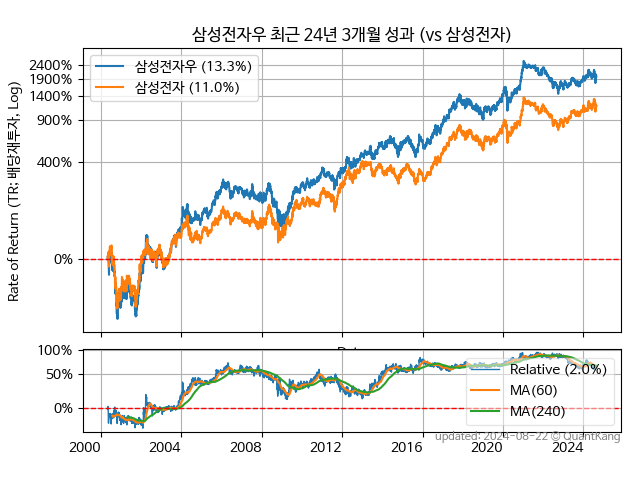 삼성전자우 최근 24년 3개월 성과 (vs 삼성전자)
Rate of Return (TR: 배당재투자, Log)
2400%
1900%
1400%
900%
400%
0%
삼성전자우 (13.3%)
삼성전자 (11.0%)
100%
50%
0%
Relative (2.0%)
MA(60)
MA(240)
2000 2004 2008 2012 2016 2020 2024
updated: 2024-08-22 © QuantKang